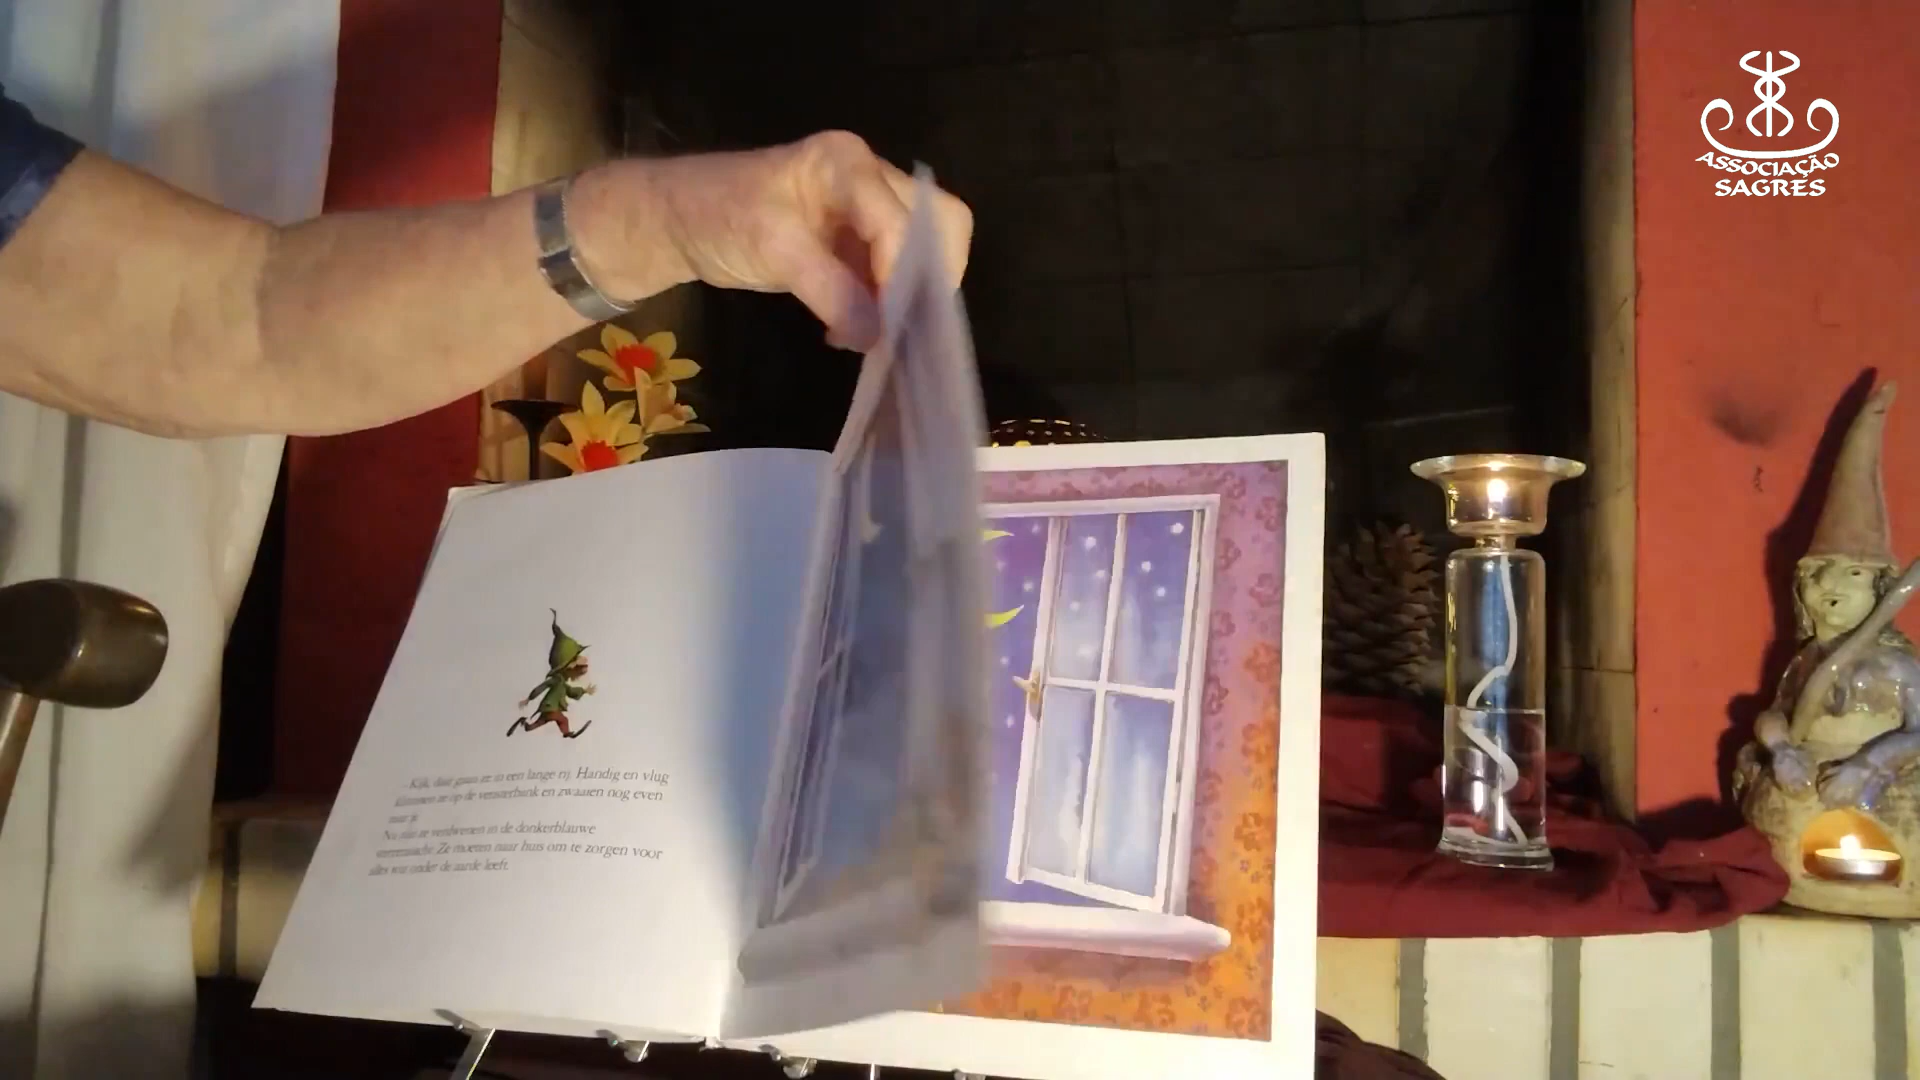 ASSOCIAÇÃO
SAGRES
Kijk, daar gaan ze in een lange rij. Handig en vlug
klimmen ze op de vensterbank en zwaaien nog even
naar je.
Nu zijn ze verdwenen in de donkerblauwe
sterrennacht. Ze moeten naar huis om te zorgen voor
alles wat onder de aarde leeft.